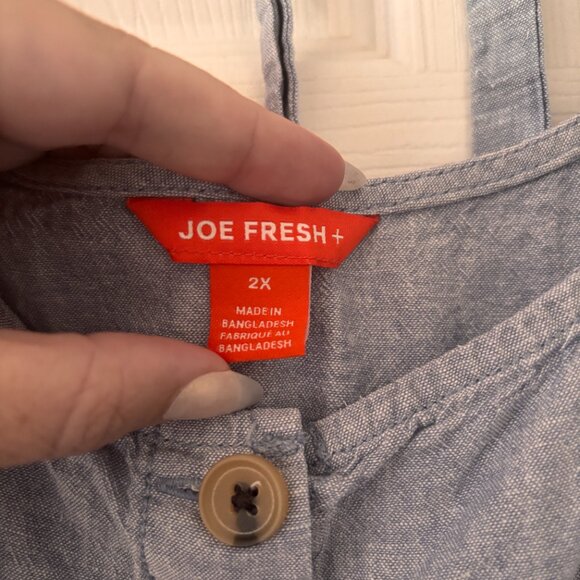 JOE FRESH+
2X
MADE IN
BANGLADESH
FABRIQUÉ AU
BANGLADESH